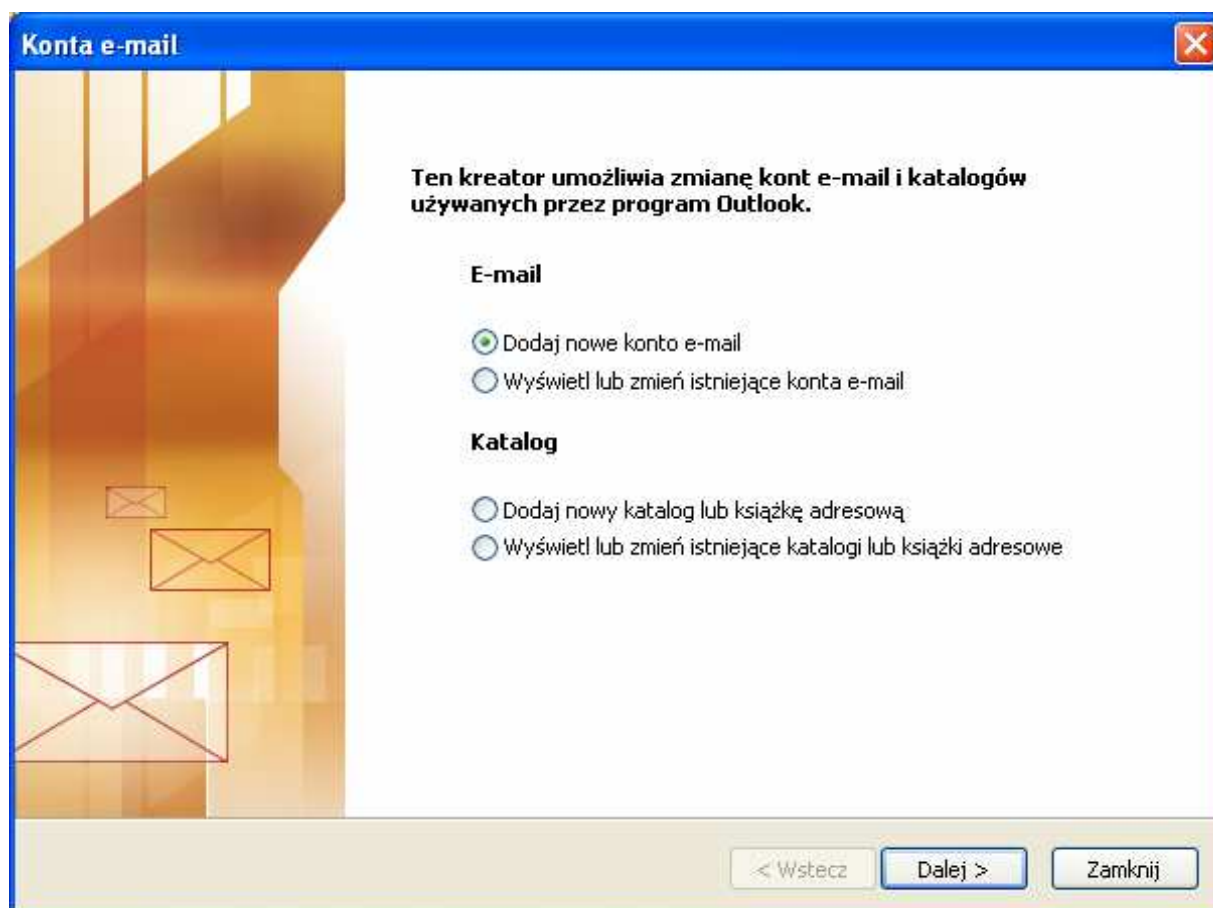 Konta e-mail
Ten kreator umożliwia zmianę kont e-mail i katalogów
używanych przez program Outlook.
E-mail
Dodaj nowe konto e-mail
Wyświetl lub zmień istniejące konta e-mail
Katalog
Dodaj nowy katalog lub książkę adresową
Wyświetl lub zmień istniejące katalogi lub książki adresowe
< Wstecz Dalej > Zamknij